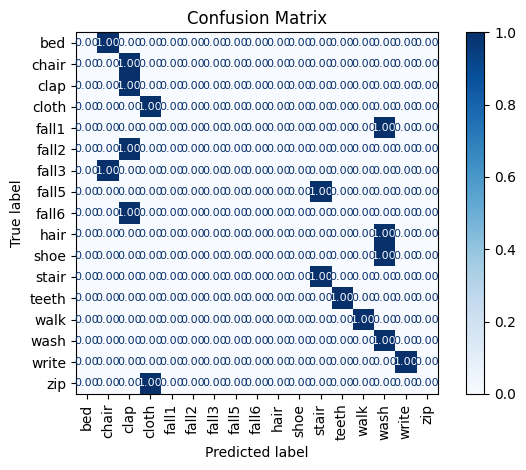 Confusion Matrix
bed 0.00 1.00 0.00 0.00 0.00 0.00 0.00 0.00 0.00 0.00 0.00 0.00 0.00 0.00 0.00 0.00 0.00
chair 0.00 0.00 1.00 0.00 0.00 0.00 0.00 0.00 0.00 0.00 0.00 0.00 0.00 0.00 0.00 0.00 0.00
clap 0.00 0.00 1.00 0.00 0.00 0.00 0.00 0.00 0.00 0.00 0.00 0.00 0.00 0.00 0.00 0.00 0.00
cloth 0.00 0.00 0.00 1.00 0.00 0.00 0.00 0.00 0.00 0.00 0.00 0.00 0.00 0.00 0.00 0.00 0.00
fall1 0.00 0.00 0.00 0.00 0.00 0.00 0.00 0.00 0.00 0.00 0.00 0.00 0.00 0.00 1.00 0.00 0.00
fall2 0.00 0.00 1.00 0.00 0.00 0.00 0.00 0.00 0.00 0.00 0.00 0.00 0.00 0.00 0.00 0.00 0.00
fall3 0.00 1.00 0.00 0.00 0.00 0.00 0.00 0.00 0.00 0.00 0.00 0.00 0.00 0.00 0.00 0.00 0.00
fall5 0.00 0.00 0.00 0.00 0.00 0.00 0.00 0.00 0.00 0.00 0.00 1.00 0.00 0.00 0.00 0.00 0.00
fall6 0.00 0.00 1.00 0.00 0.00 0.00 0.00 0.00 0.00 0.00 0.00 0.00 0.00 0.00 0.00 0.00 0.00
hair 0.00 0.00 0.00 0.00 0.00 0.00 0.00 0.00 0.00 0.00 0.00 0.00 0.00 0.00 1.00 0.00 0.00
shoe 0.00 0.00 0.00 0.00 0.00 0.00 0.00 0.00 0.00 0.00 0.00 0.00 0.00 0.00 1.00 0.00 0.00
stair 0.00 0.00 0.00 0.00 0.00 0.00 0.00 0.00 0.00 0.00 0.00 1.00 0.00 0.00 0.00 0.00 0.00
teeth 0.00 0.00 0.00 0.00 0.00 0.00 0.00 0.00 0.00 0.00 0.00 0.00 1.00 0.00 0.00 0.00 0.00
walk 0.00 0.00 0.00 0.00 0.00 0.00 0.00 0.00 0.00 0.00 0.00 0.00 0.00 1.00 0.00 0.00 0.00
wash 0.00 0.00 0.00 0.00 0.00 0.00 0.00 0.00 0.00 0.00 0.00 0.00 0.00 0.00 1.00 0.00 0.00
write 0.00 0.00 0.00 0.00 0.00 0.00 0.00 0.00 0.00 0.00 0.00 0.00 0.00 0.00 0.00 1.00 0.00
zip 0.00 0.00 0.00 1.00 0.00 0.00 0.00 0.00 0.00 0.00 0.00 0.00 0.00 0.00 0.00 0.00 0.00
True label
bed chair clap cloth fall1 fall2 fall3 fall5 fall6 hair shoe stair teeth walk wash write zip
Predicted label
1.0
0.8
0.6
0.4
0.2
0.0